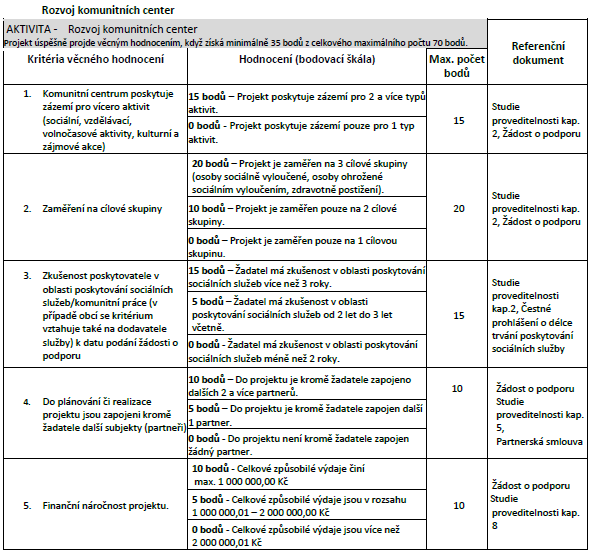 Rozvoj komunitních center
AKTIVITA -   Rozvoj komunitních center
Projekt úspěšně projde věcným hodnocením, když získá minimálně 35 bodů z celkového maximálního počtu 70 bodů.
Referenční
dokument
Kritéria věcného hodnocení
Hodnocení (bodovací škála)
Max. počet
bodů
1. Komunitní centrum poskytuje
zázemí pro vícero aktivit
(sociální, vzdělávací,
volnočasové aktivity, kulturní a
zájmové akce)
15 bodů – Projekt poskytuje zázemí pro 2 a více typů
aktivit.
0 bodů - Projekt poskytuje zázemí pouze pro 1 typ
aktivit.
15
Studie
proveditelnosti kap.
2, Žádost o podporu
2. Zaměření na cílové skupiny
20 bodů – Projekt je zaměřen na 3 cílové skupiny
(osoby sociálně vyloučené, osoby ohrožené
sociálním vyloučením, zdravotně postižení).
10 bodů – Projekt je zaměřen pouze na 2 cílové
skupiny.
0 bodů – Projekt je zaměřen pouze na 1 cílovou
skupinu.
20
Studie
proveditelnosti kap.
2, Žádost o podporu
3. Zkušenost poskytovatele v
oblasti poskytování sociálních
služeb/komunitní práce (v
případě obcí se kritérium
vztahuje také na dodavatele
služby) k datu podání žádosti o
podporu
15 bodů – Žadatel má zkušenost v oblasti poskytování
sociálních služeb více než 3 roky.
5 bodů – Žadatel má zkušenost v oblasti
poskytování sociálních služeb od 2 let do 3 let
včetně.
0 bodů - Žadatel má zkušenost v oblasti poskytování
sociálních služeb méně než 2 roky.
15
Studie
proveditelnosti
kap.2, Čestné
prohlášení o délce
trvání poskytování
sociálních služby
4. Do plánování či realizace
projektu jsou zapojeni kromě
žadatele další subjekty (partneři)
10 bodů – Do projektu je kromě žadatele zapojeno
dalších 2 a více partnerů.
5 bodů – Do projektu je kromě žadatele zapojen další
1 partner.
0 bodů – Do projektu není kromě žadatele zapojen
žádný partner.
10
Žádost o podporu
Studie
proveditelnosti kap.
5,
Partnerská smlouva
5. Finanční náročnost projektu.
10 bodů - Celkové způsobilé výdaje činí
max. 1 000 000,00 Kč
5 bodů - Celkové způsobilé výdaje jsou v rozsahu
1 000 000,01 – 2 000 000,00 Kč
0 bodů - Celkové způsobilé výdaje jsou více než
2 000 000,01 Kč
10
Žádost o podporu
Studie
proveditelnosti kap.
8